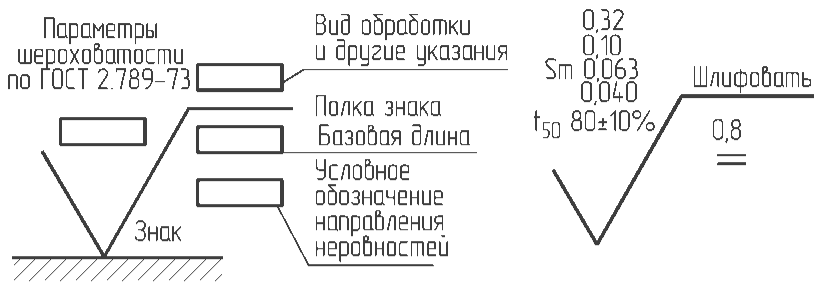 Параметры
шероховатости
по ГОСТ 2.789–73
Вид обработки
и другие указания
Полка знака
Базовая длина
Условное
обозначение
направления
неровностей
Знак
0,32
0,10
Sm 0,063
0,040
t50 80±10%
Шлифовать
0,8